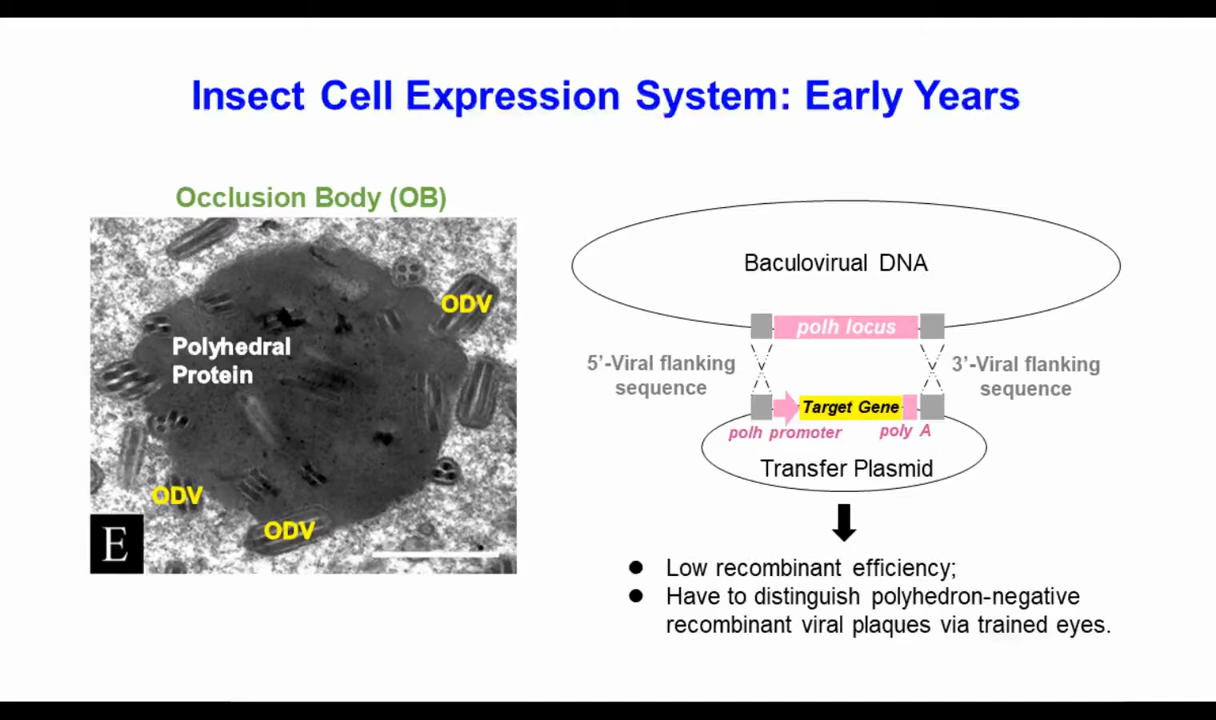 Insect Cell Expression System: Early Years
Occlusion Body (OB)
ODV
Polyhedral
Protein
ODV
ODV
E
Baculovirual DNA
polh locus
5’-Viral flanking
sequence
3’-Viral flanking
sequence
Target Gene
polh promoter
poly A
Transfer Plasmid
● Low recombinant efficiency;
● Have to distinguish polyhedron-negative
recombinant viral plaques via trained eyes.